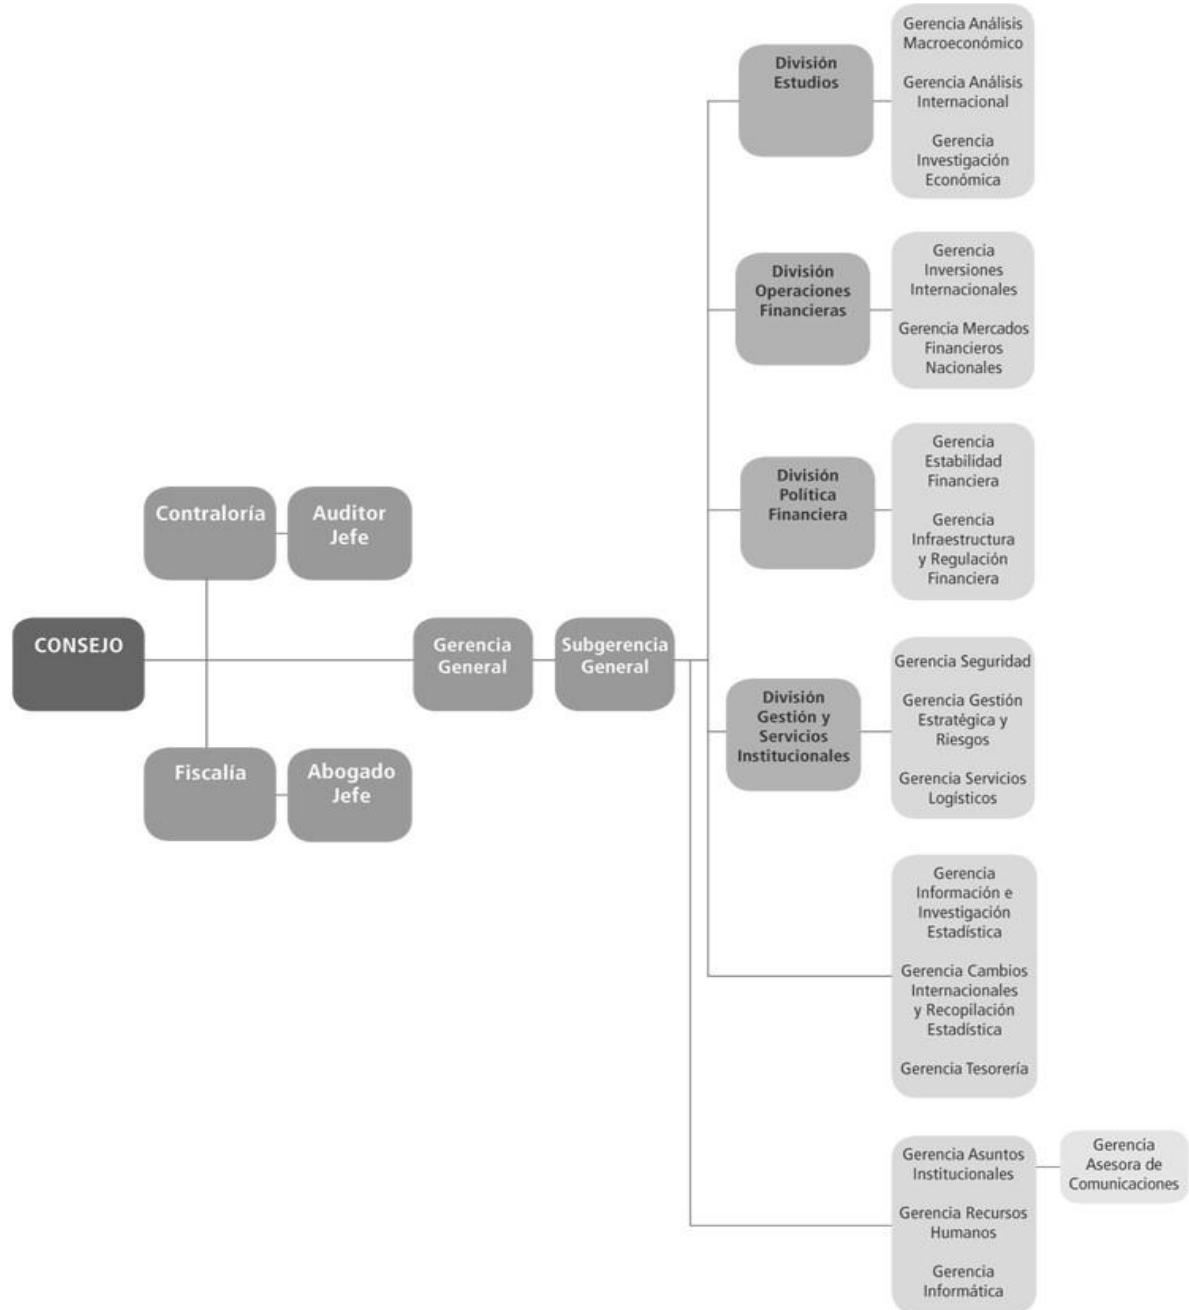 CONSEJO
Contraloría
Auditor
Jefe
Fiscalía
Abogado
Jefe
Gerencia
General
Subgerencia
General
División
Estudios
Gerencia Análisis
Macroeconómico
Gerencia Análisis
Internacional
Gerencia
Investigación
Económica
División
Operaciones
Financieras
Gerencia
Inversiones
Internacionales
Gerencia Mercados
Financieros
Nacionales
División
Política
Financiera
Gerencia
Estabilidad
Financiera
Gerencia
Infraestructura
y Regulación
Financiera
División
Gestión y
Servicios
Institucionales
Gerencia Seguridad
Gerencia Gestión
Estratégica y
Riesgos
Gerencia Servicios
Logísticos
Gerencia
Información e
Investigación
Estadística
Gerencia Cambios
Internacionales
y Recopilación
Estadística
Gerencia Tesorería
Gerencia Asuntos
Institucionales
Gerencia Recursos
Humanos
Gerencia
Informática
Gerencia
Asesora de
Comunicaciones